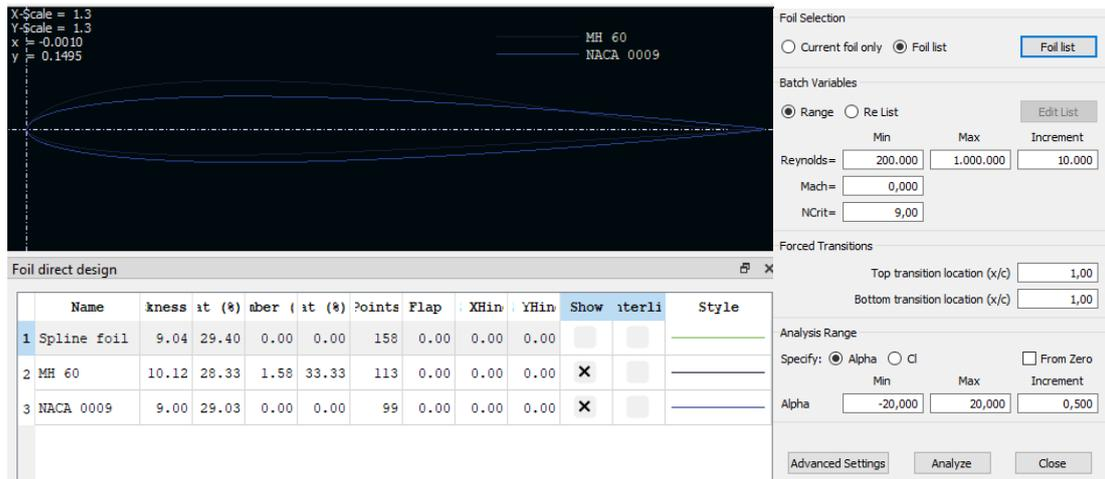 X-Scale = 1.3
Y-Scale = 1.3
x = -0.0010
y = 0.1495
MH 60
NACA 0009
Foil direct design
Name kness at (%) mber ( at (%) Points Flap XHin YHin Show nterli Style
1 Spline foil 9.04 29.40 0.00 0.00 158 0.00 0.00 0.00
2 MH 60 10.12 28.33 1.58 33.33 113 0.00 0.00 0.00
3 NACA 0009 9.00 29.03 0.00 0.00 99 0.00 0.00 0.00
Foil Selection
Current foil only Foil list Foil list
Batch Variables
Range Re List Edit List
Min Max Increment
Reynolds= 200.000 1.000.000 10.000
Mach= 0,000
NCrit= 9,00
Forced Transitions
Top transition location (x/c) 1,00
Bottom transition location (x/c) 1,00
Analysis Range
Specify: Alpha Cl From Zero
Min Max Increment
Alpha -20,000 20,000 0,500
Advanced Settings Analyze Close